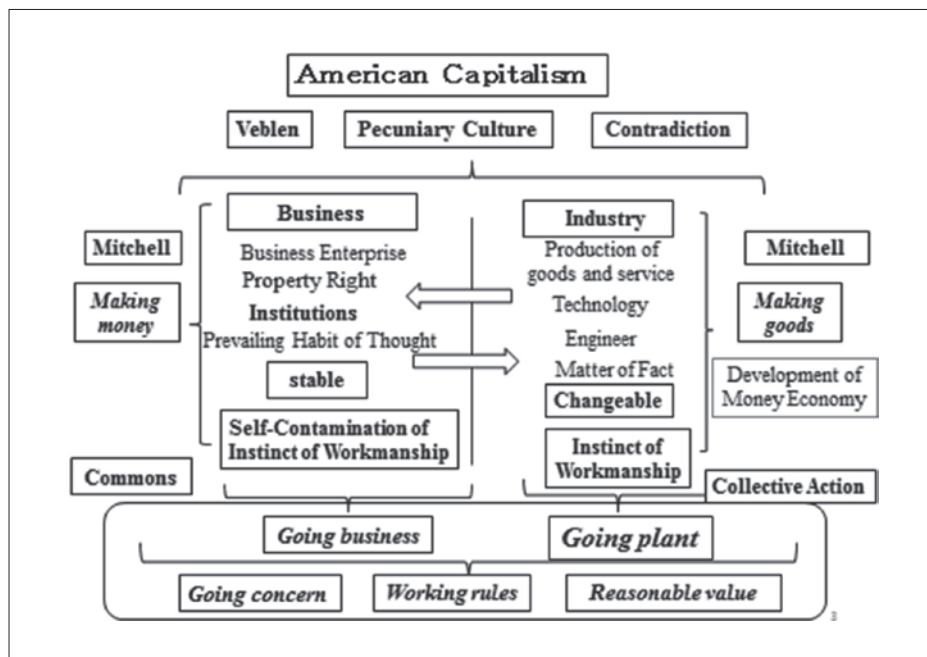 American Capitalism
Veblen
Pecuniary Culture
Contradiction
Business
Business Enterprise
Property Right
Institutions
Prevailing Habit of Thought
stable
Self-Contamination of
Instinct of Workmanship
Mitchell
Making
money
Industry
Production of
goods and service
Technology
Engineer
Matter of Fact
Changeable
Instinct of
Workmanship
Mitchell
Making
goods
Development of
Money Economy
Commons
Collective Action
Going business
Going plant
Going concern
Working rules
Reasonable value
3